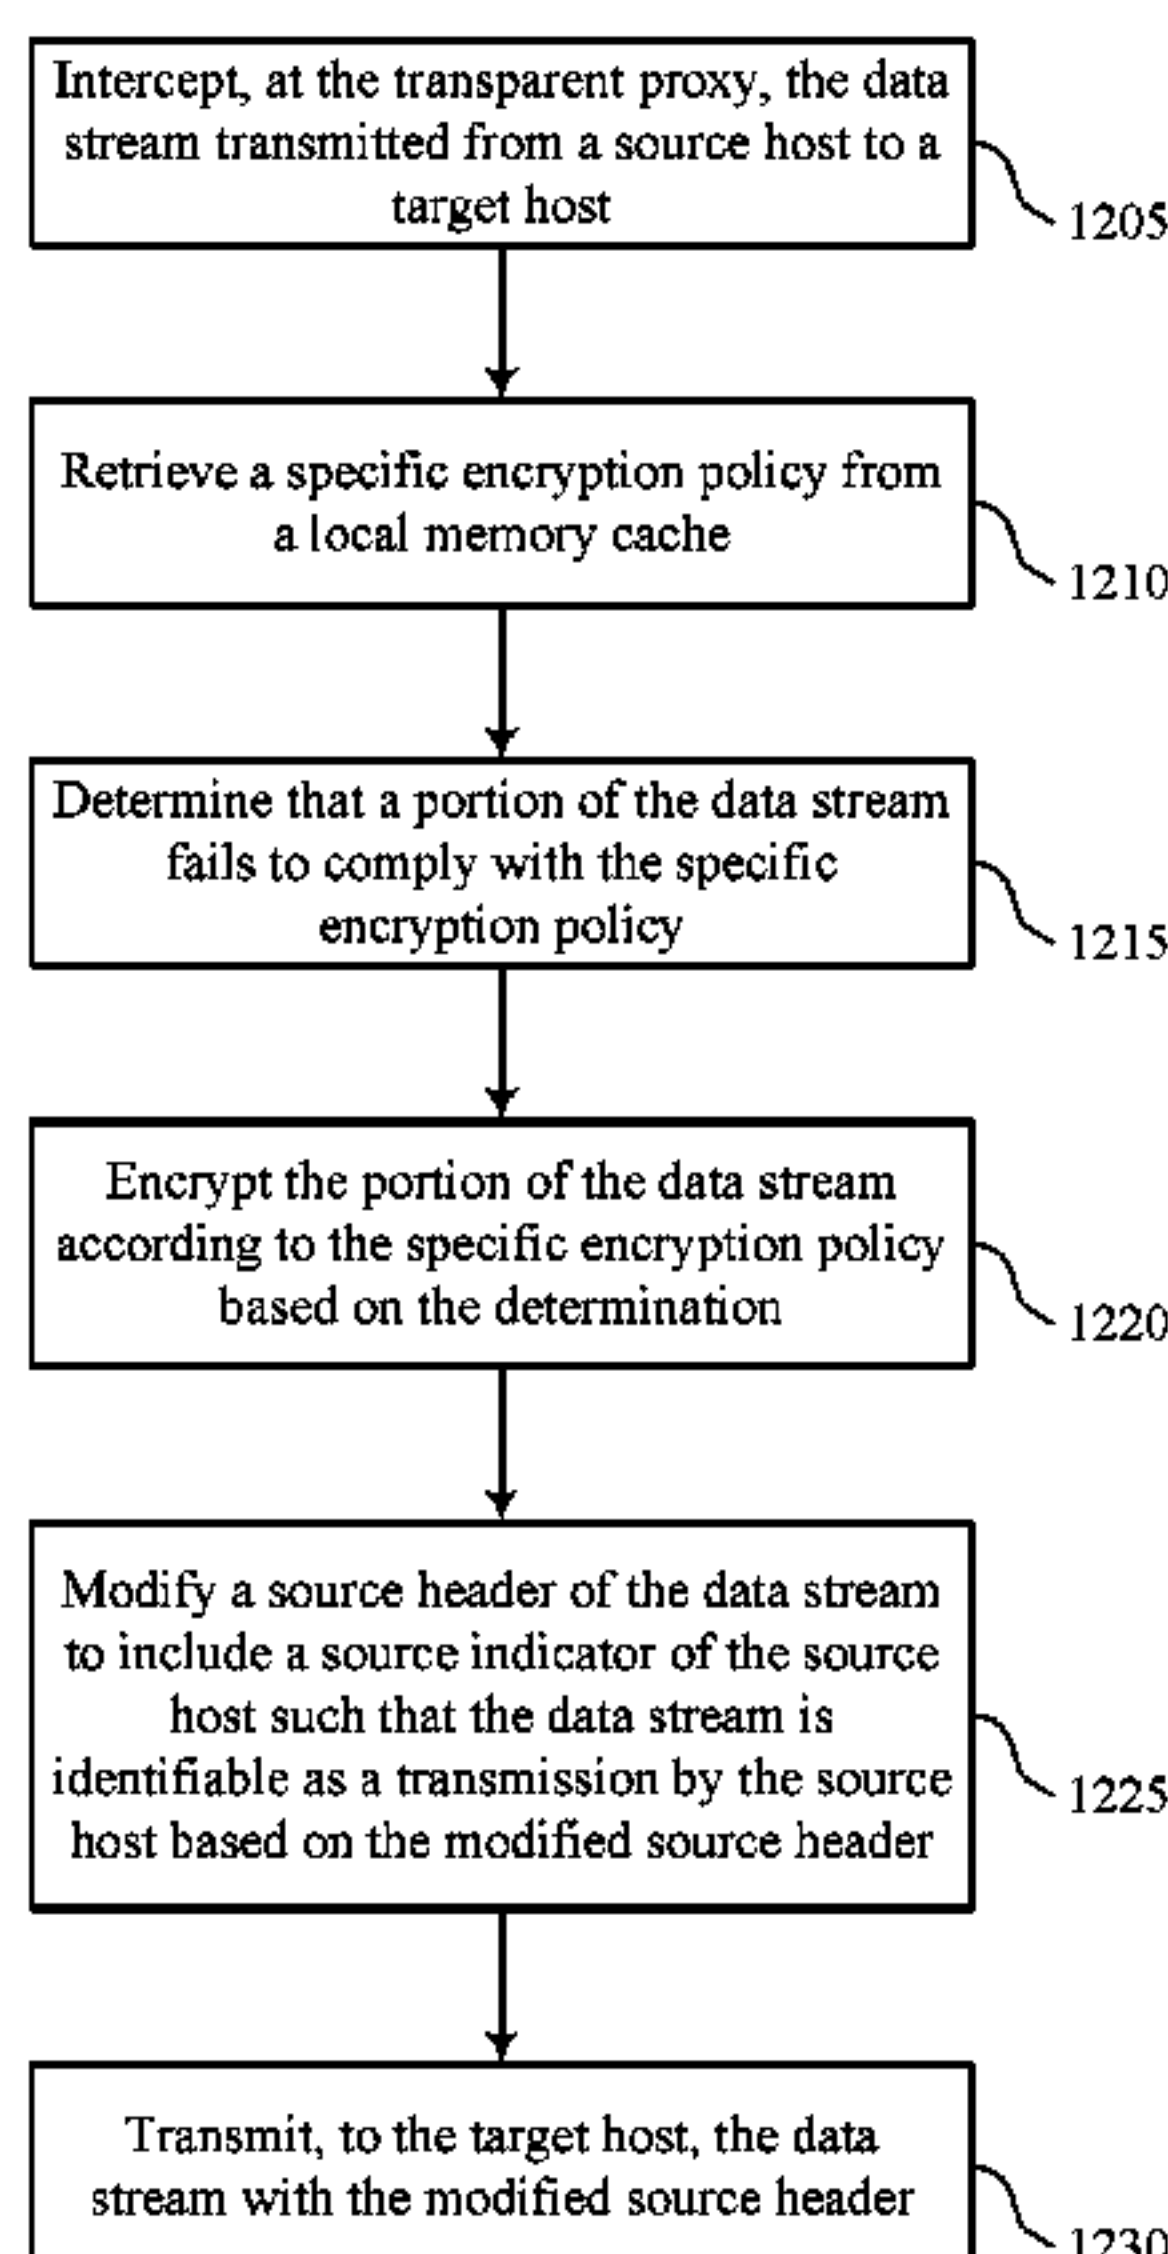 Intercept, at the transparent proxy, the data
stream transmitted from a source host to a
target host
1205
Retrieve a specific encryption policy from
a local memory cache
1210
Determine that a portion of the data stream
fails to comply with the specific
encryption policy
1215
Encrypt the portion of the data stream
according to the specific encryption policy
based on the determination
1220
Modify a source header of the data stream
to include a source indicator of the source
host such that the data stream is
identifiable as a transmission by the source
host based on the modified source header
1225
Transmit, to the target host, the data
stream with the modified source header
1230